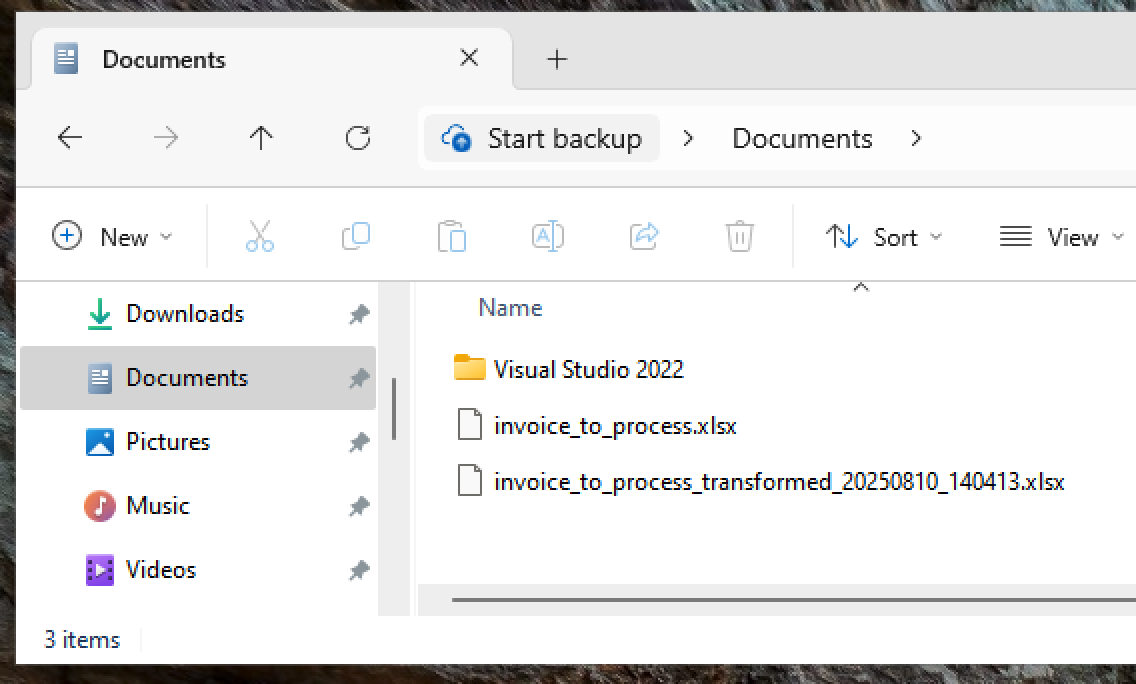 Documents
Start backup > Documents >
New Sort View
Downloads
Documents
Pictures
Music
Videos
Name
Visual Studio 2022
invoice_to_process.xlsx
invoice_to_process_transformed_20250810_140413.xlsx
3 items